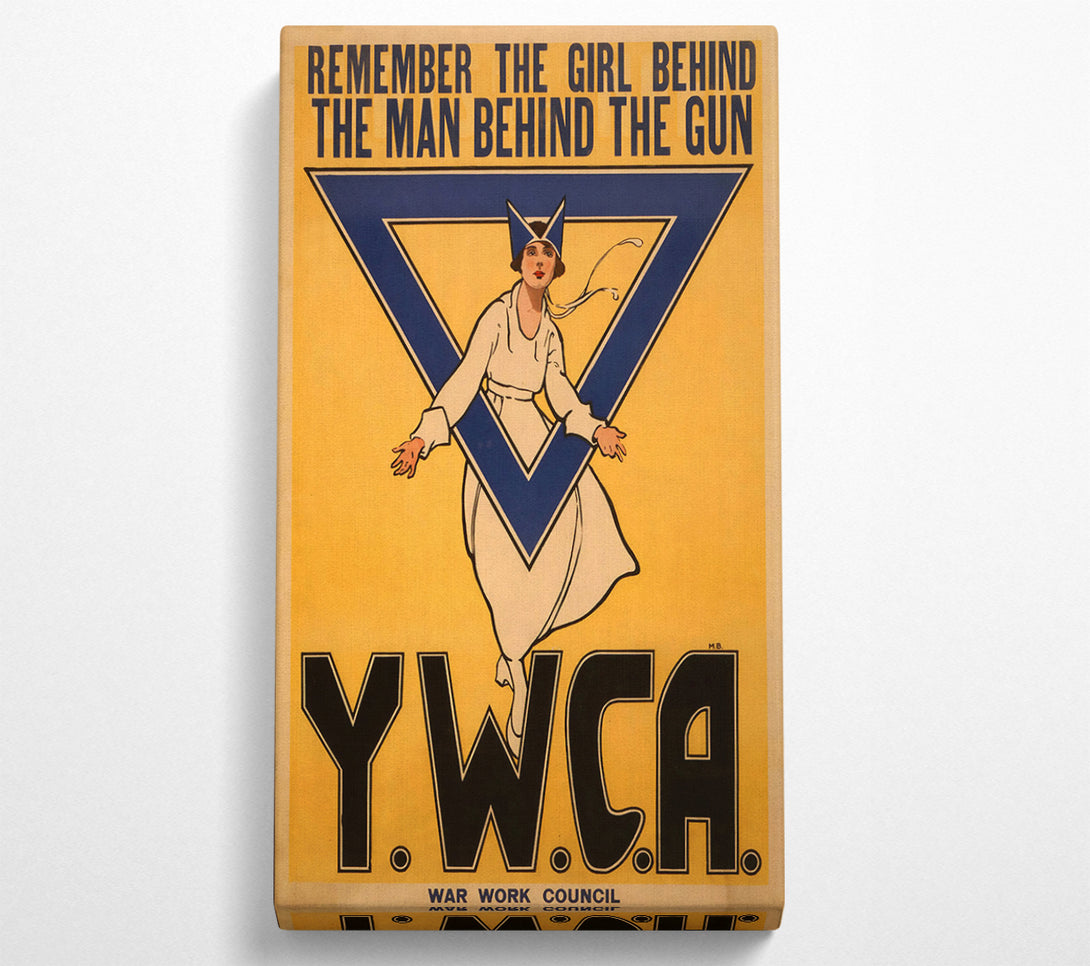 REMEMBER THE GIRL BEHIND
THE MAN BEHIND THE GUN
M.B.
Y.W.C.A.
WAR WORK COUNCIL